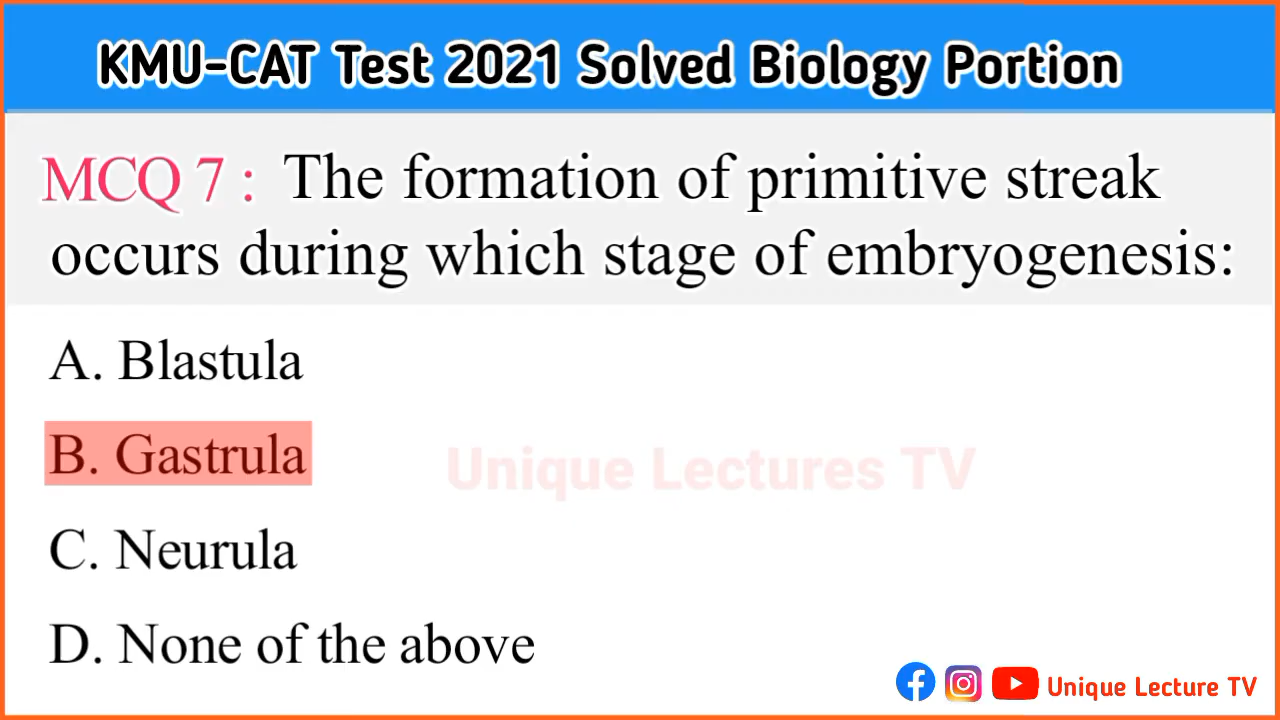 KMU-CAT Test 2021 Solved Biology Portion
MCQ 7 : The formation of primitive streak
occurs during which stage of embryogenesis:
A. Blastula
B. Gastrula
Unique Lectures TV
C. Neurula
D. None of the above
Unique Lecture TV